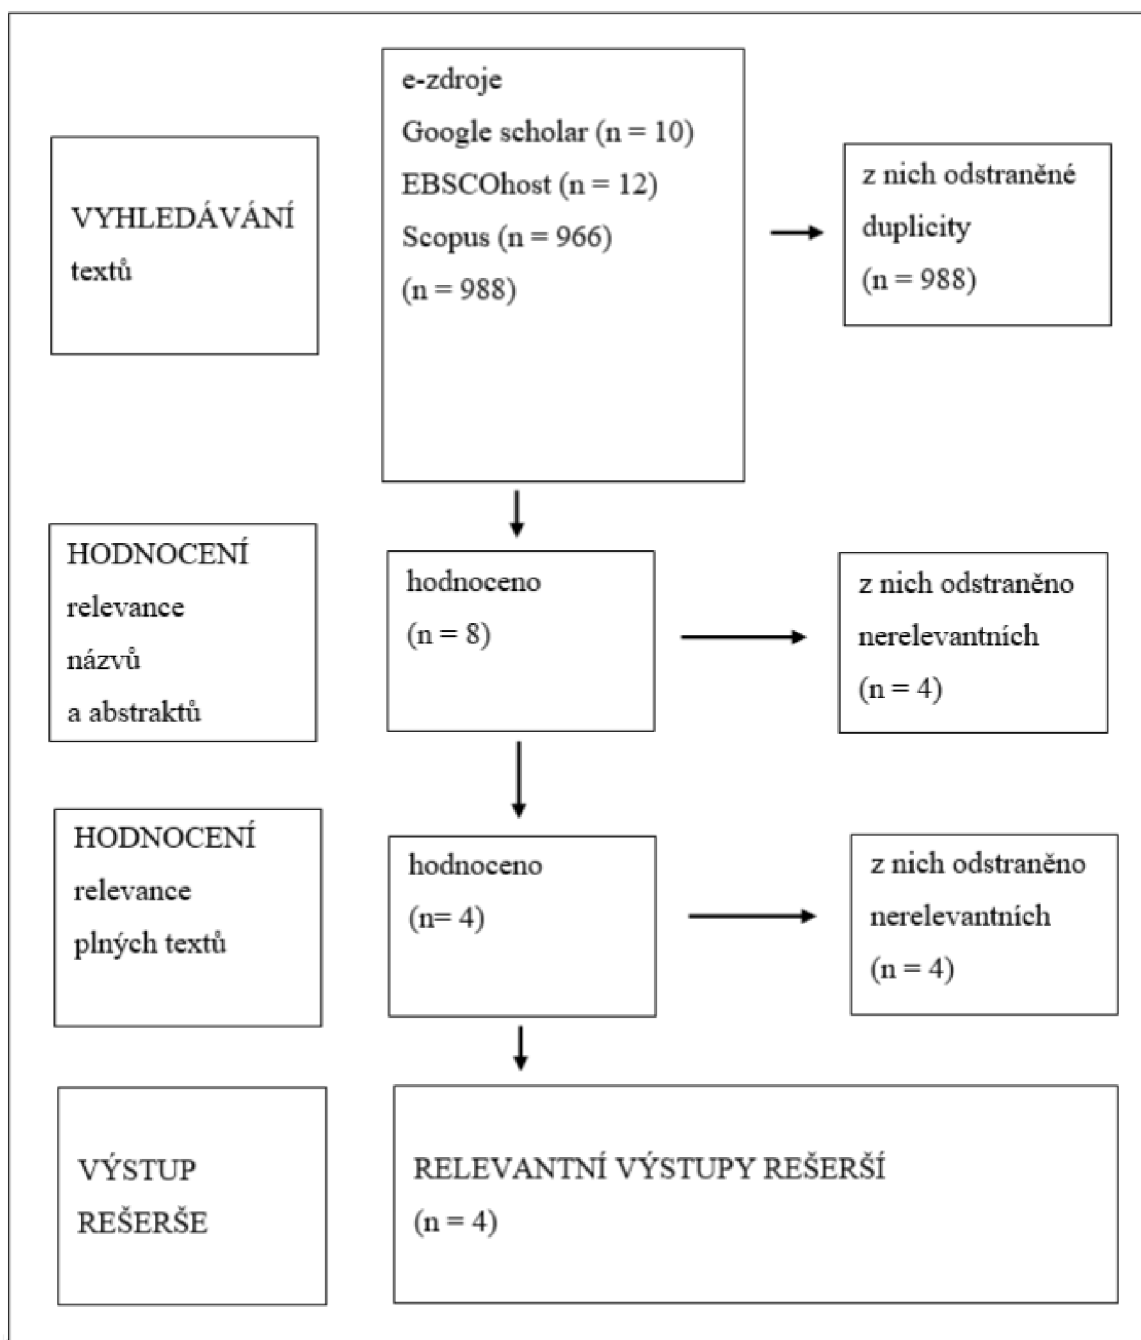 VYHLEDÁVÁNÍ
textů
e-zdroje
Google scholar (n = 10)
EBSCOhost (n = 12)
Scopus (n = 966)
(n = 988)
z nich odstraněné
duplicity
(n = 988)
HODNOCENÍ
relevance
názvů
a abstraktů
hodnoceno
(n = 8)
z nich odstraněno
nerelevantních
(n = 4)
HODNOCENÍ
relevance
plných textů
hodnoceno
(n= 4)
z nich odstraněno
nerelevantních
(n = 4)
VÝSTUP
REŠERŠE
RELEVANTNÍ VÝSTUPY REŠERŠÍ
(n = 4)